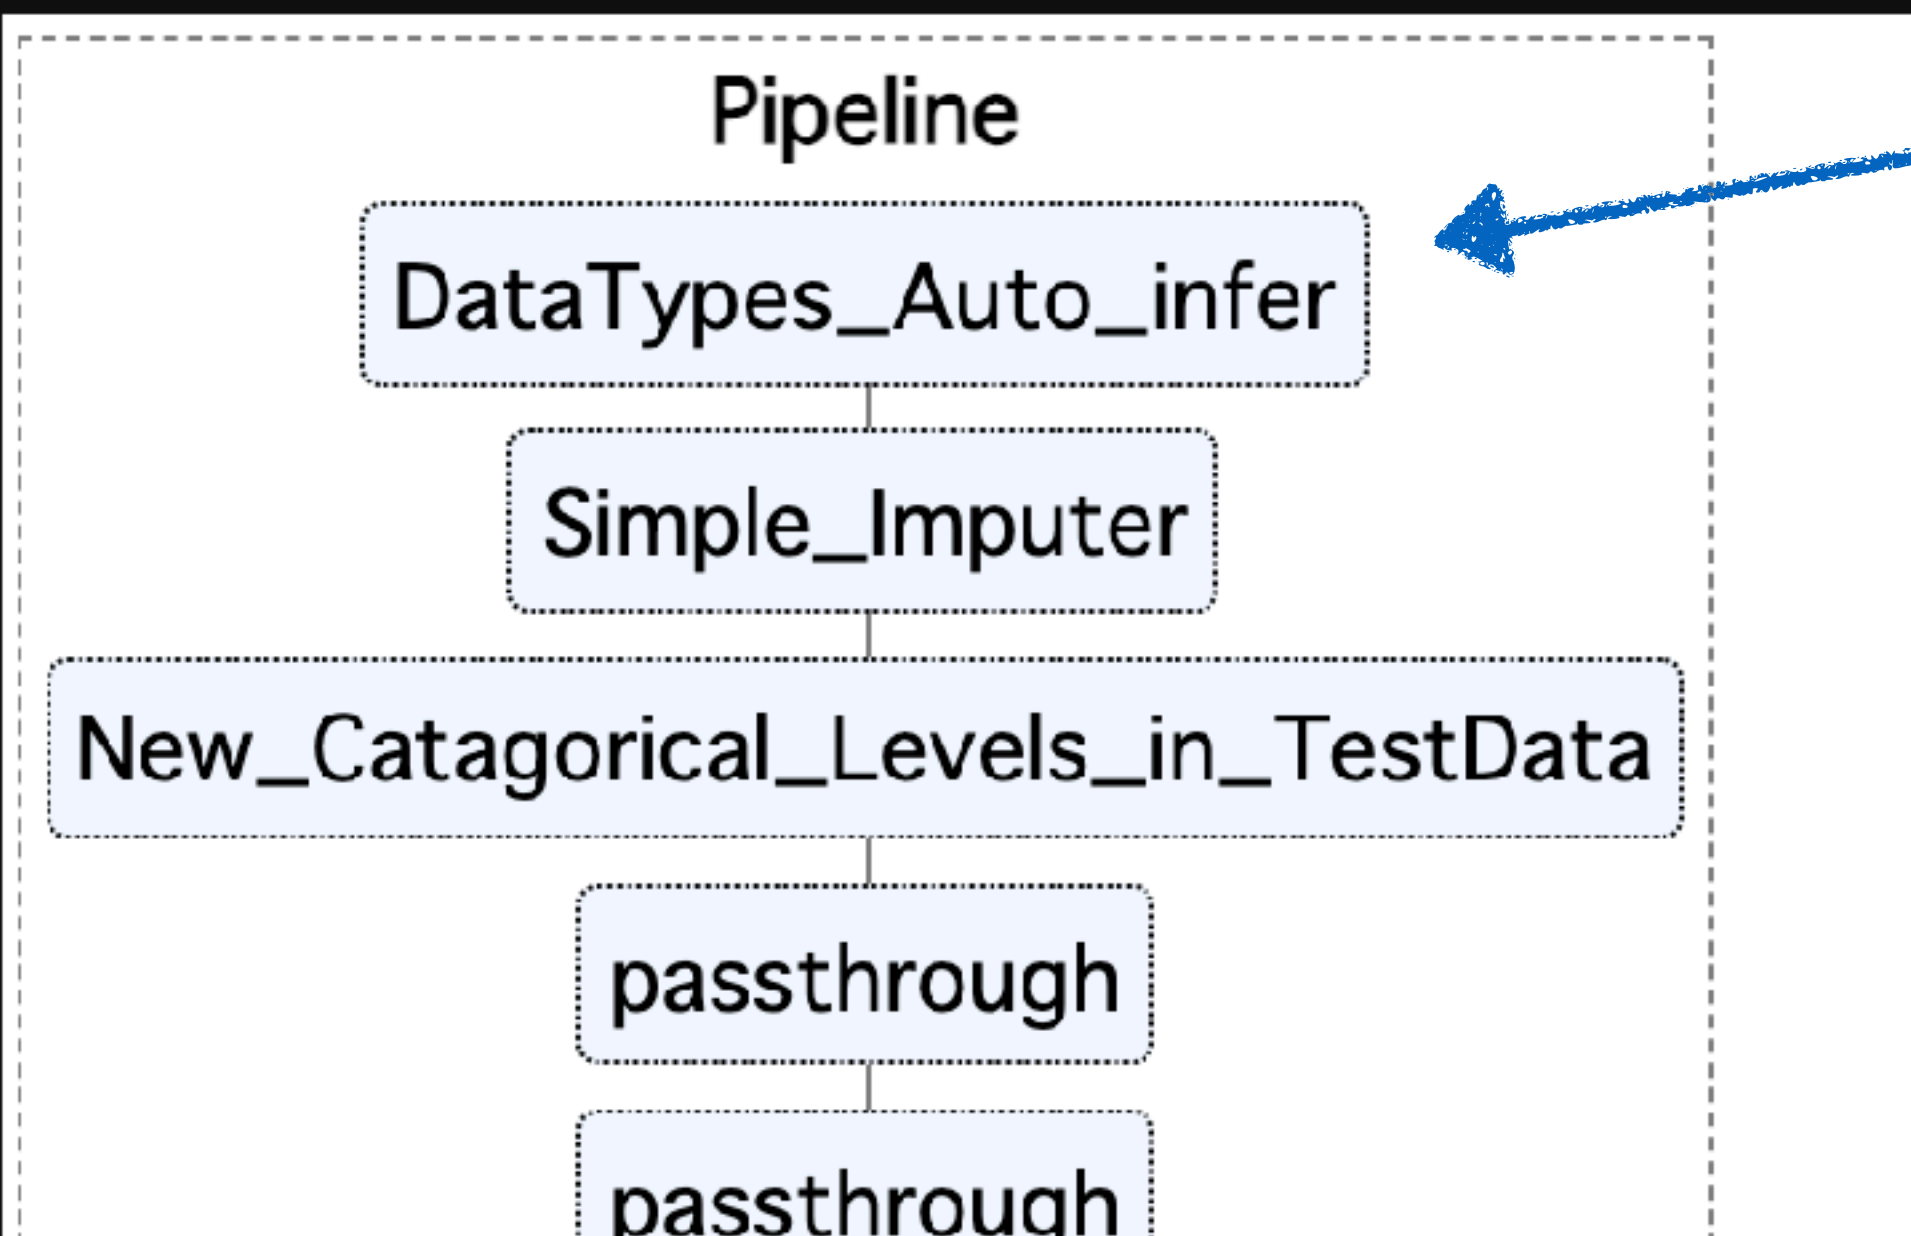 Pipeline
DataTypes_Auto_infer
Simple_Imputer
New_Catagorical_Levels_in_TestData
passthrough
passthrough